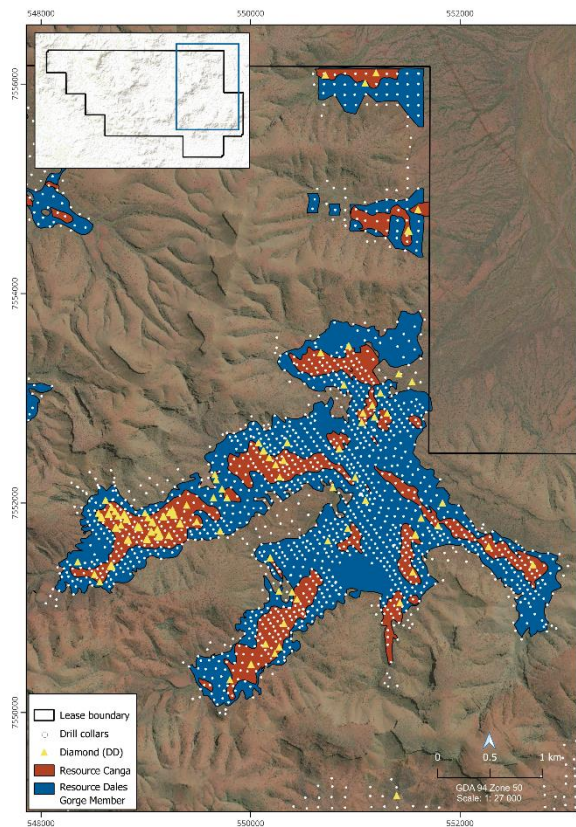 548000
550000
552000
7556000
7554000
7552000
7550000
Lease boundary
Drill collars
Diamond (DD)
Resource Canga
Resource Dales
Gorge Member
0 0.5 1 km
GDA 94 Zone 50
Scale: 1: 27 000
548000
550000
552000